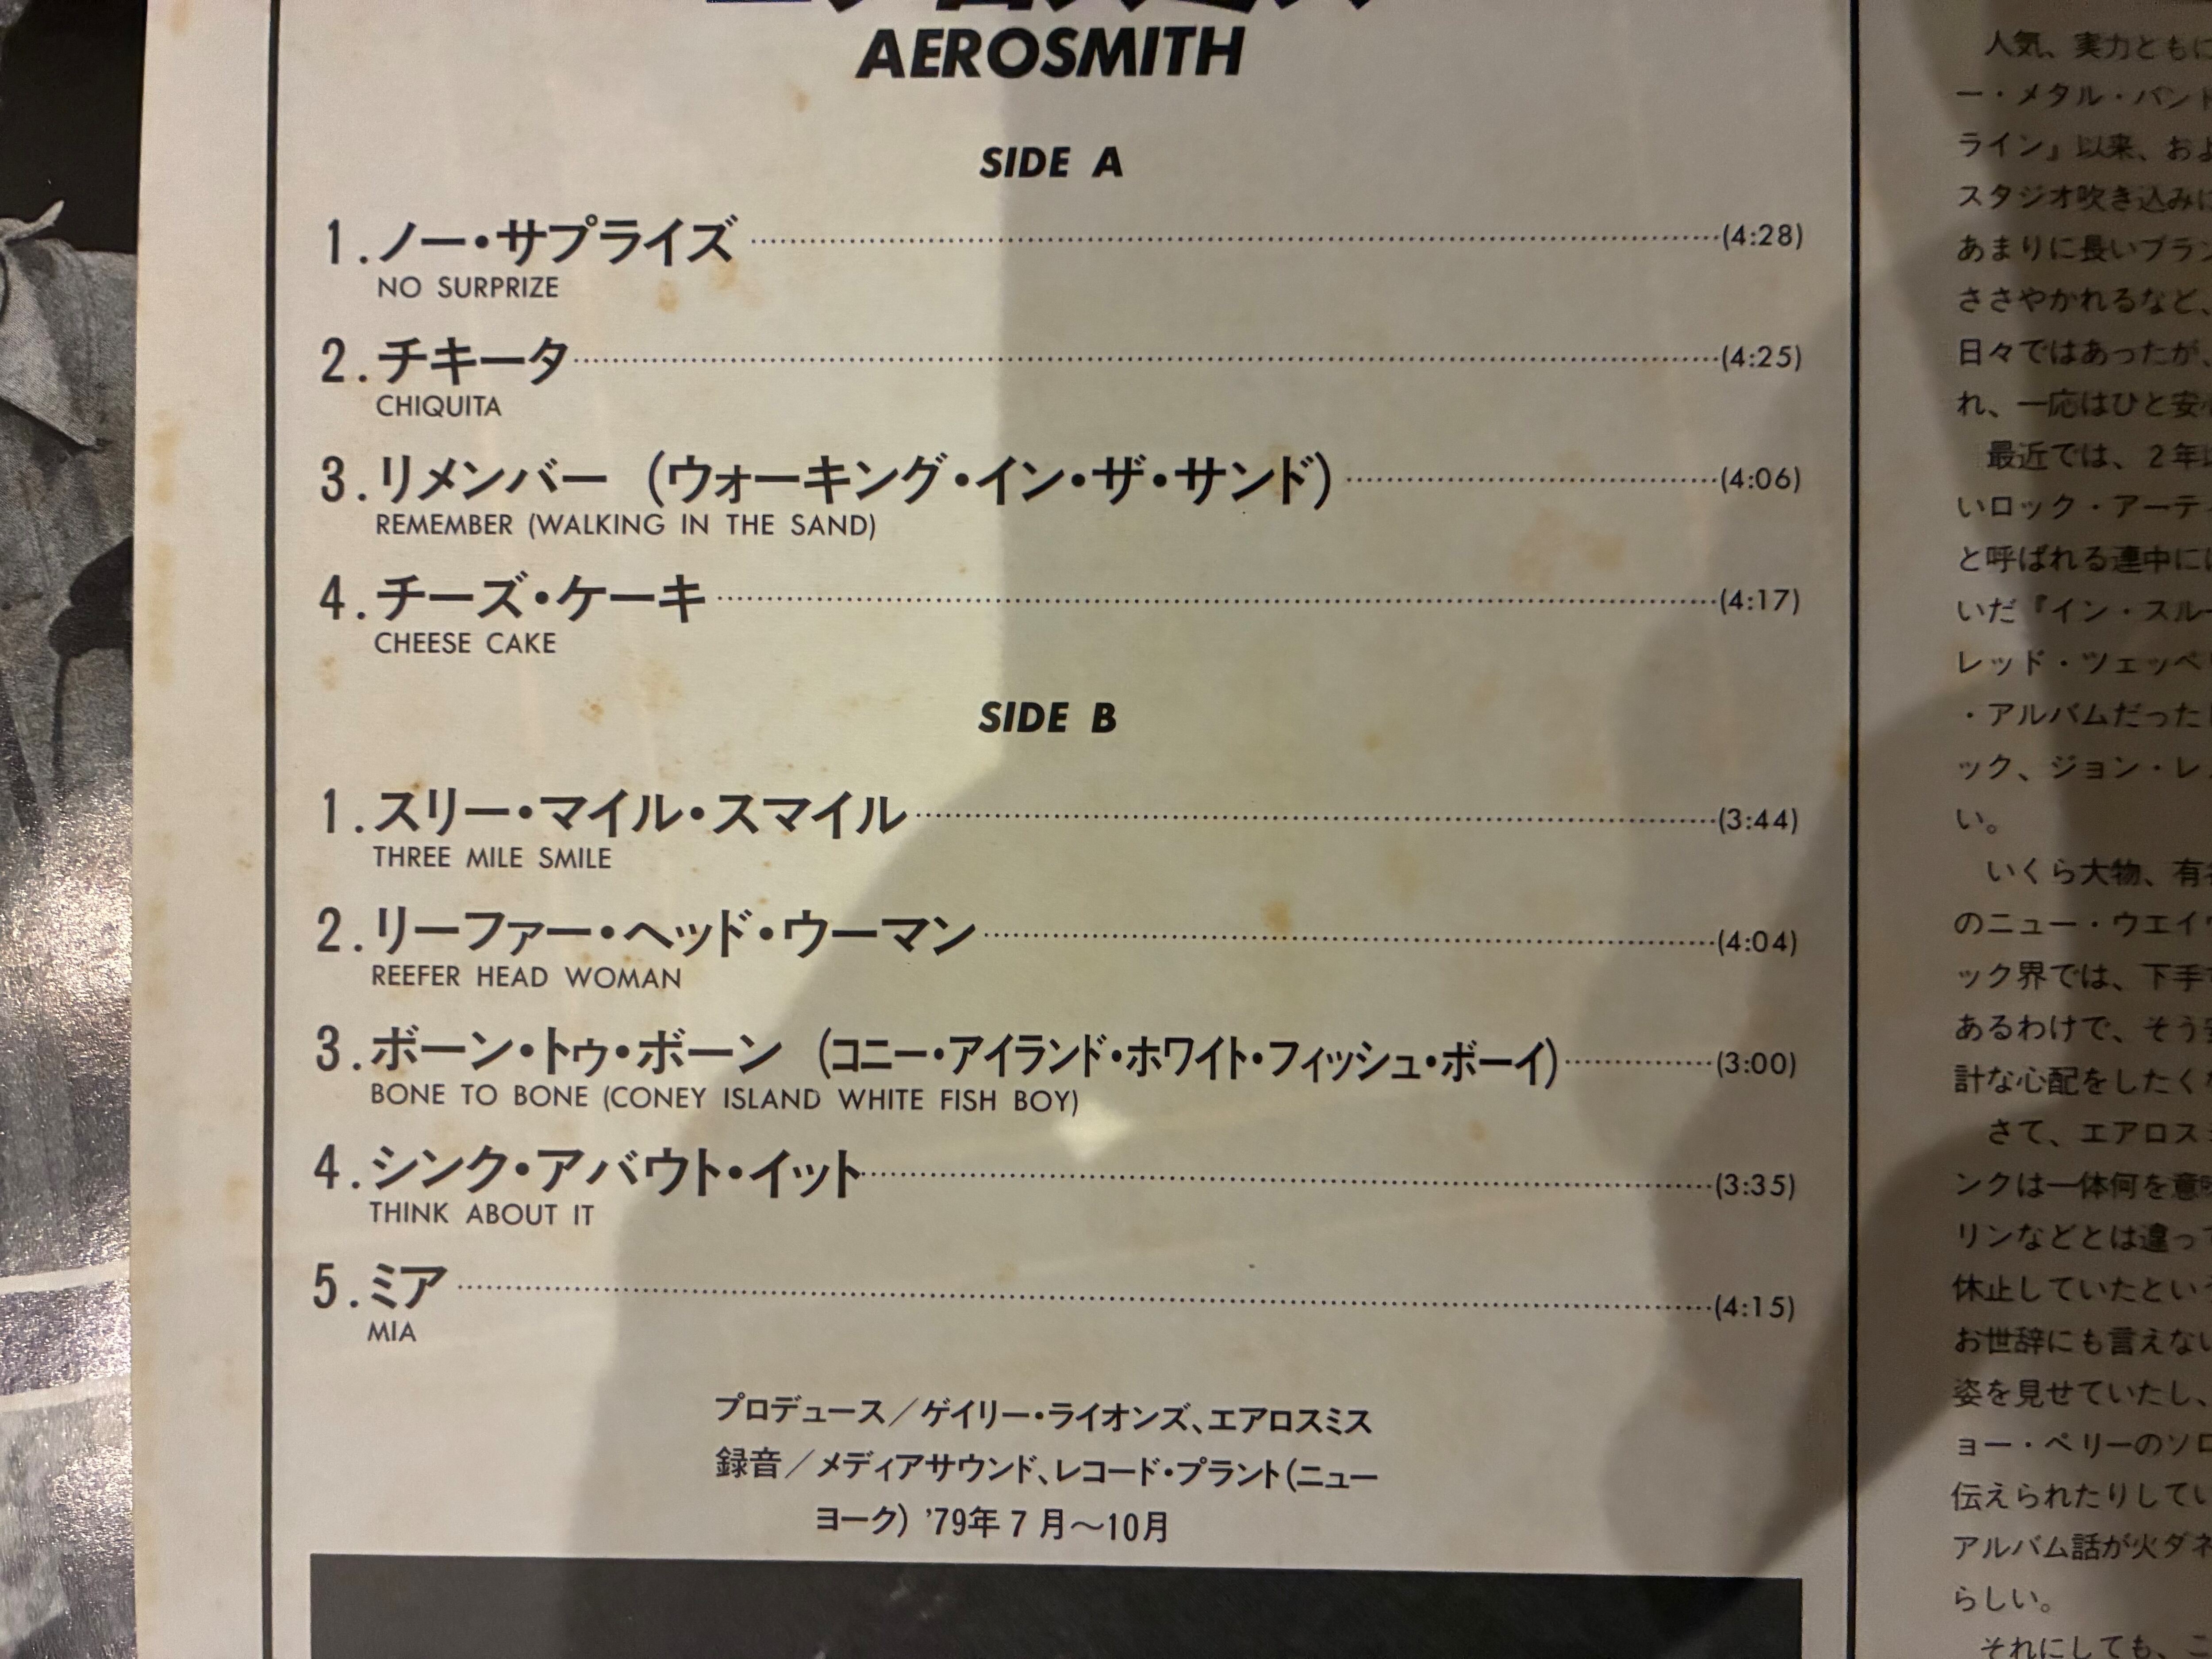 AEROSMITH
SIDE A
1.ノー・サプライズ (4:28)
NO SURPRIZE
2.チキータ (4:25)
CHIQUITA
3.リメンバー (ウォーキング・イン・ザ・サンド) (4:06)
REMEMBER (WALKING IN THE SAND)
4.チーズ・ケーキ (4:17)
CHEESE CAKE
SIDE B
1.スリー・マイル・スマイル (3:44)
THREE MILE SMILE
2.リーファー・ヘッド・ウーマン (4:04)
REEFER HEAD WOMAN
3.ボーン・トゥ・ボーン (コニー・アイランド・ホワイト・フィッシュ・ボーイ) (3:00)
BONE TO BONE (CONEY ISLAND WHITE FISH BOY)
4.シンク・アバウト・イット (3:35)
THINK ABOUT IT
5.ミア (4:15)
MIA
プロデュース／ゲイリー・ライオンズ、エアロスミス
録音／メディアサウンド、レコード・プラント(ニュー
ヨーク) '79年7月〜10月
人気、実力ともに
ー・メタル・バンド
ライン』以来、およ
スタジオ吹き込みに
あまりに長いブラン
ささやかれるなど、
日々ではあったが、
れ、一応はひと安
最近では、2年
いロック・アーテ
と呼ばれる連中に
いだ『イン・スルー
レッド・ツェッペ
・アルバムだった
ック、ジョン・レ
い。
いくら大物、有
のニュー・ウエイ
ック界では、下手
あるわけで、そう
計な心配をしたく
さて、エアロス
ンクは一体何を意
リンなどとは違っ
休止していたとい
お世辞にも言えない
姿を見せていたし、
ョー・ペリーのソロ
伝えられたりしてい
アルバム話が火ダネ
らしい。
それにしても、こ